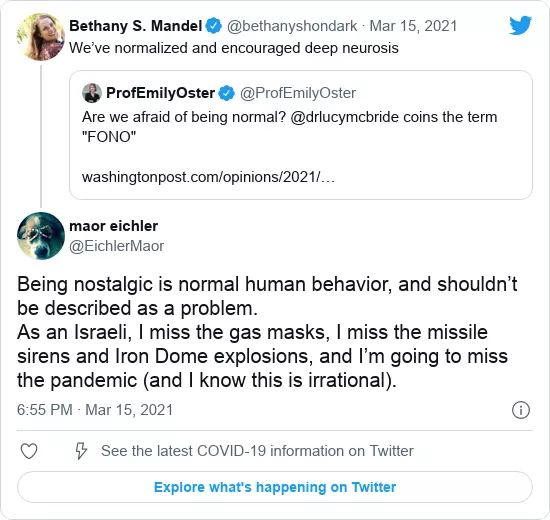 Bethany S. Mandel @bethanyshondark · Mar 15, 2021
We’ve normalized and encouraged deep neurosis
ProfEmilyOster @ProfEmilyOster
Are we afraid of being normal? @drlucymcbride coins the term
"FONO"
washingtonpost.com/opinions/2021/…
maor eichler
@EichlerMaor
Being nostalgic is normal human behavior, and shouldn’t
be described as a problem.
As an Israeli, I miss the gas masks, I miss the missile
sirens and Iron Dome explosions, and I’m going to miss
the pandemic (and I know this is irrational).
6:55 PM · Mar 15, 2021
See the latest COVID-19 information on Twitter
Explore what's happening on Twitter